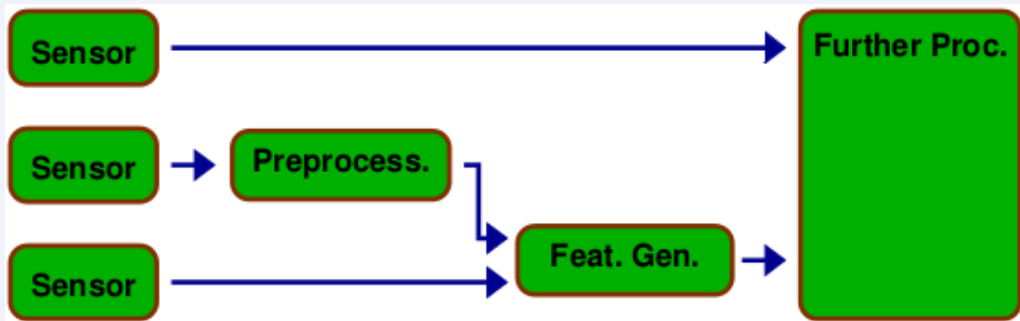 Sensor
Further Proc.
Sensor
Preprocess.
Feat. Gen.
Sensor